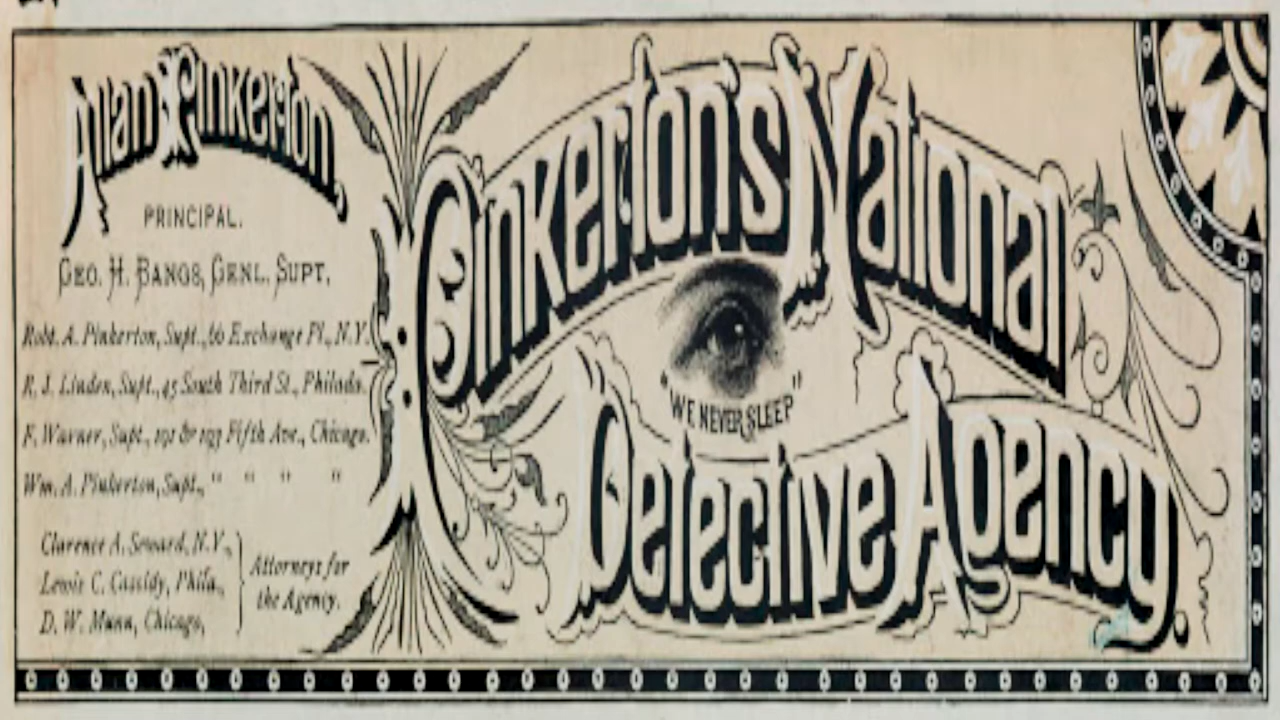 Allan Pinkerton,
PRINCIPAL.
GEO. H. BANGS, GENL. SUPT.
Robt. A. Pinkerton, Supt., 66 Exchange Pl., N.Y.
R. J. Linden, Supt., 45 South Third St., Philada.
F. Warner, Supt., 191 & 193 Fifth Ave., Chicago.
Wm. A. Pinkerton, Supt., " " " "
Clarence A. Seward, N.Y.,
Lewis C. Cassidy, Phila.,
D. W. Munn, Chicago,
Attorneys for
the Agency.
Pinkerton's National
"WE NEVER SLEEP"
Detective Agency.